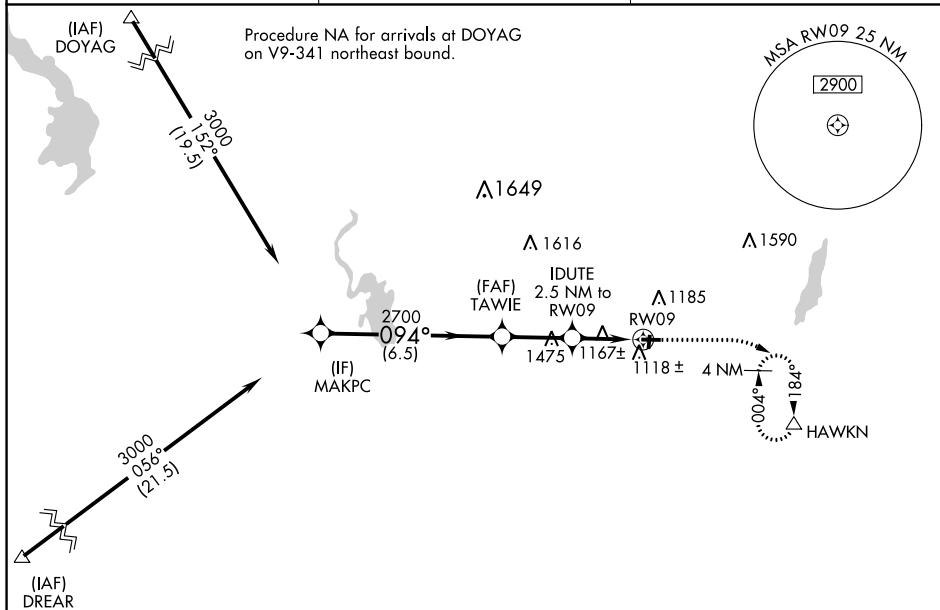 (IAF)
DOYAG
Procedure NA for arrivals at DOYAG
on V9-341 northeast bound.
MSA RW09 25 NM
2900
3000
152°
(19.5)
1649
1616
1590
(FAF)
TAWIE
IDUTE
2.5 NM to
RW09
1185
RW09
2700
094°
(6.5)
1475
1167±
1118 ±
(IF)
MAKPC
4 NM
004°
184°
HAWKN
3000
056°
(21.5)
(IAF)
DREAR